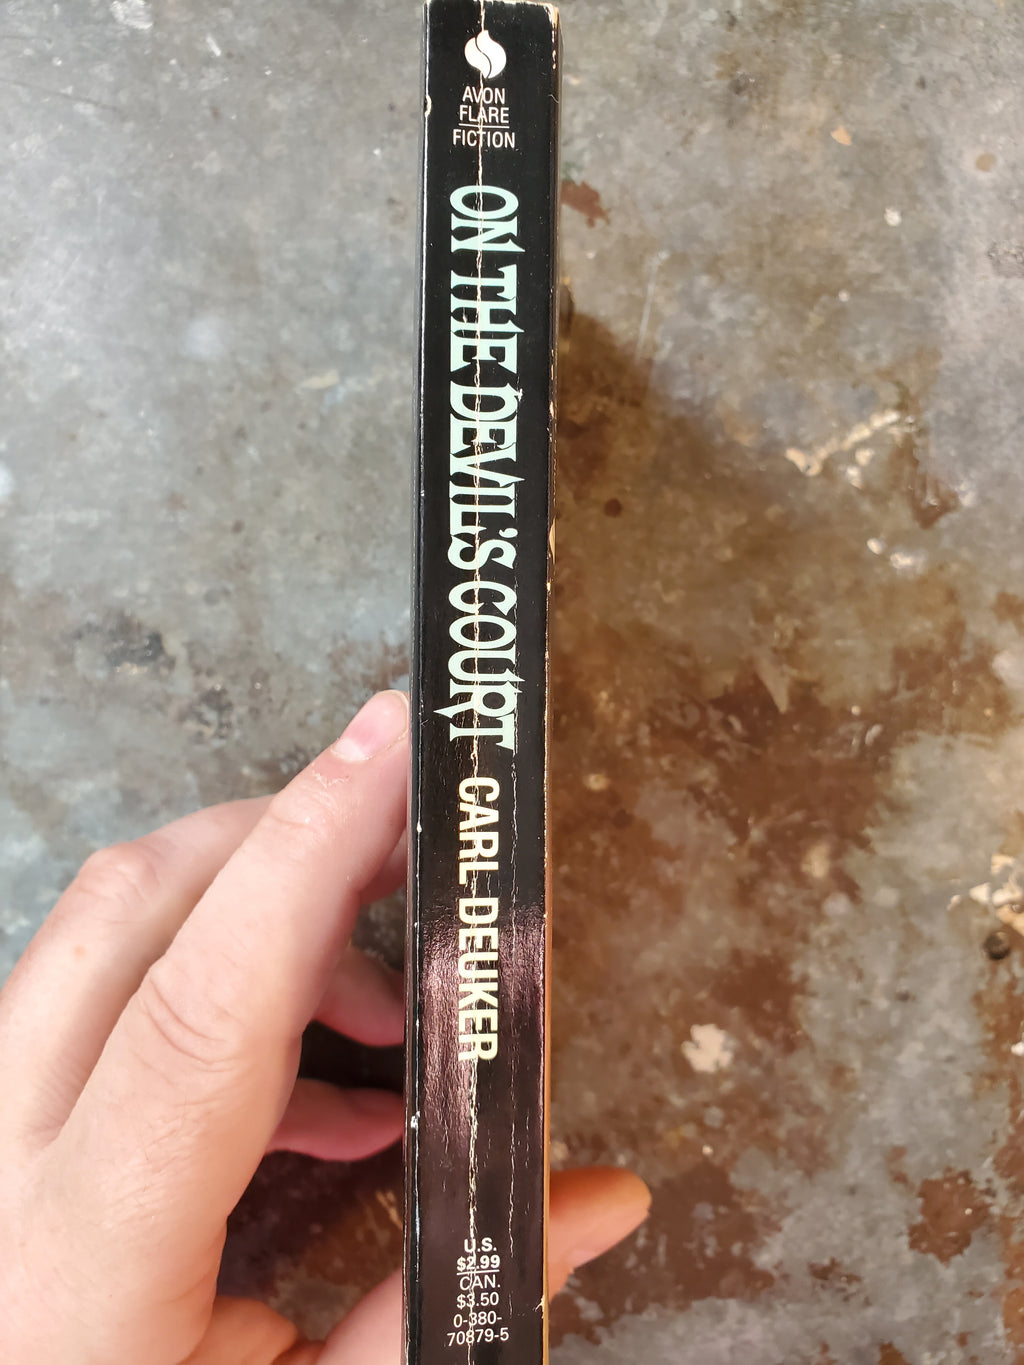 AVON
FLARE
FICTION
ON THE DEVIL'S COURT
CARL DEUKER
U.S.
$2.99
CAN.
$3.50
0-380-
70879-5